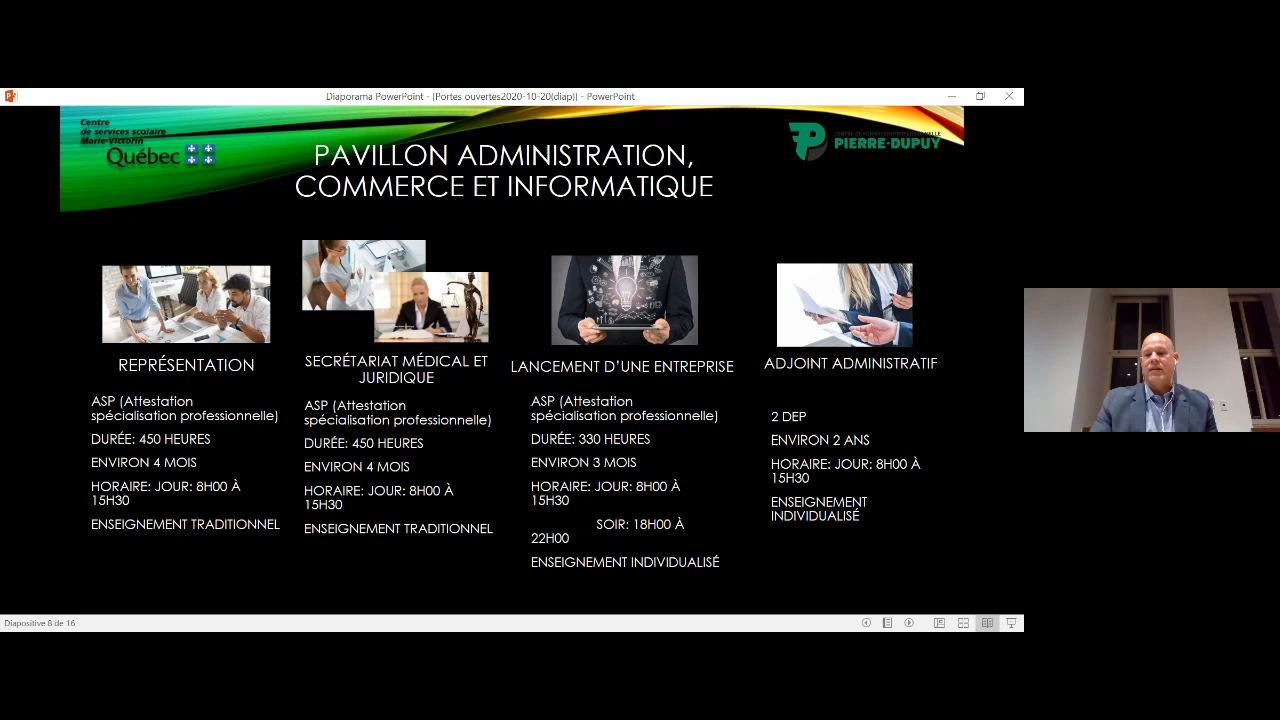 Diaporama PowerPoint - [Portes ouvertes2020-10-20(diap)] - PowerPoint
Centre
de services scolaire
Marie-Victorin
Québec
CENTRE DE FORMATION PROFESSIONNELLE
PIERRE-DUPUY
PAVILLON ADMINISTRATION,
COMMERCE ET INFORMATIQUE
REPRÉSENTATION
ASP (Attestation
spécialisation professionnelle)
DURÉE: 450 HEURES
ENVIRON 4 MOIS
HORAIRE: JOUR: 8H00 À
15H30
ENSEIGNEMENT TRADITIONNEL
SECRÉTARIAT MÉDICAL ET
JURIDIQUE
ASP (Attestation
spécialisation professionnelle)
DURÉE: 450 HEURES
ENVIRON 4 MOIS
HORAIRE: JOUR: 8H00 À
15H30
ENSEIGNEMENT TRADITIONNEL
LANCEMENT D'UNE ENTREPRISE
ASP (Attestation
spécialisation professionnelle)
DURÉE: 330 HEURES
ENVIRON 3 MOIS
HORAIRE: JOUR: 8H00 À
15H30
SOIR: 18H00 À
22H00
ENSEIGNEMENT INDIVIDUALISÉ
ADJOINT ADMINISTRATIF
2 DEP
ENVIRON 2 ANS
HORAIRE: JOUR: 8H00 À
15H30
ENSEIGNEMENT
INDIVIDUALISÉ
Diapositive 8 de 16